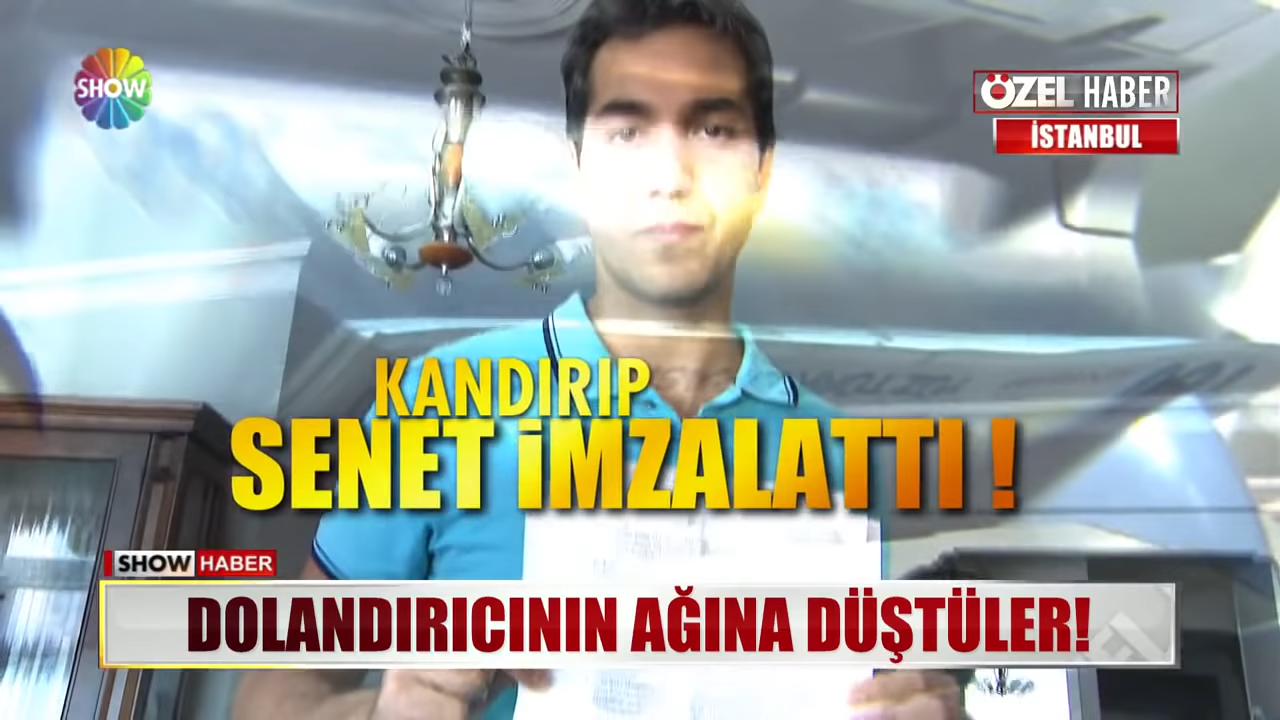 SHOW
ÖZEL HABER
İSTANBUL
KANDIRIP
SENET İMZALATTI !
SHOW HABER
DOLANDIRICININ AĞINA DÜŞTÜLER!